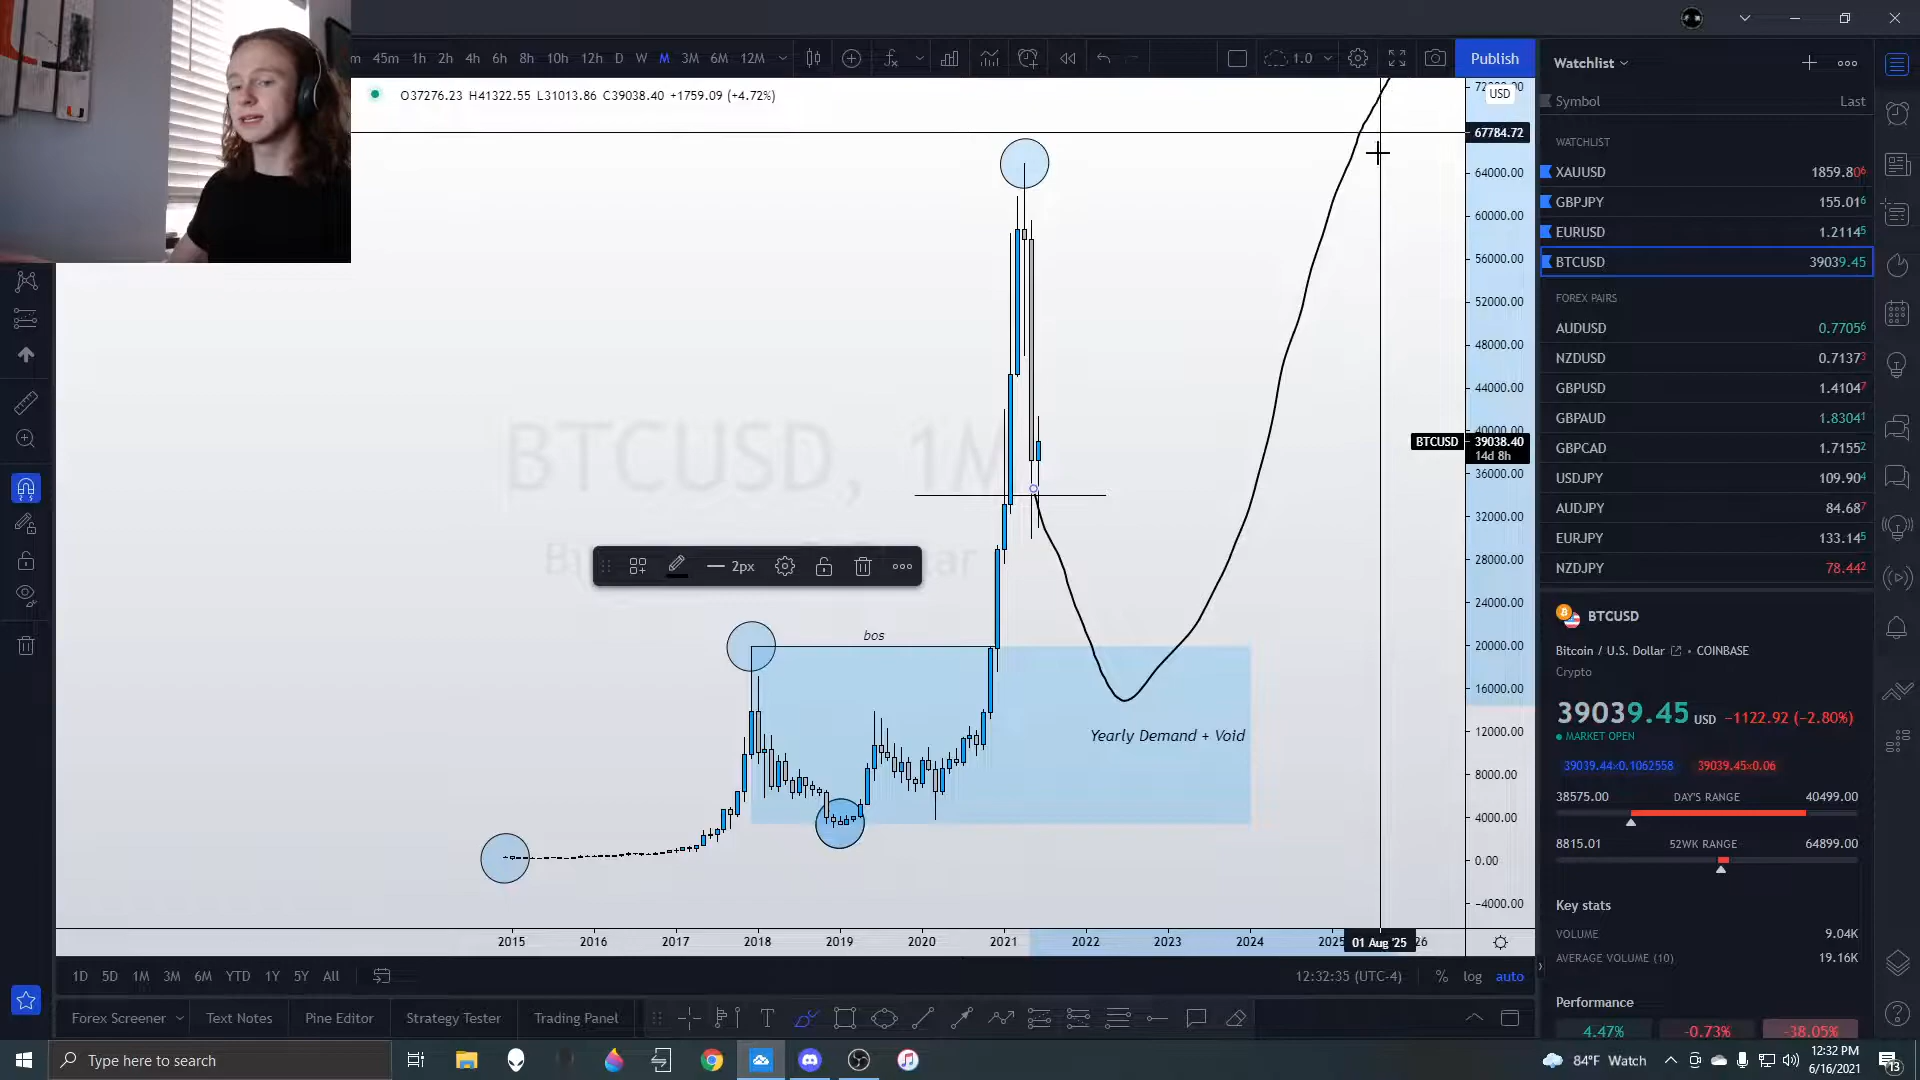 45m 1h 2h 4h 6h 8h 10h 12h D W M 3M 6M 12M
1.0
Publish
O37276.23 H41322.55 L31013.86 C39038.40 +1759.09 (+4.72%)
USD
67784.72
64000.00
60000.00
56000.00
52000.00
48000.00
44000.00
40000.00
BTCUSD 39038.40
14d 8h
36000.00
32000.00
28000.00
24000.00
20000.00
16000.00
12000.00
8000.00
4000.00
0.00
−4000.00
BTCUSD, 1M
2px
bos
Yearly Demand + Void
2015 2016 2017 2018 2019 2020 2021 2022 2023 2024 01 Aug '25
1D 5D 1M 3M 6M YTD 1Y 5Y All
12:32:35 (UTC-4) % log auto
Forex Screener Text Notes Pine Editor Strategy Tester Trading Panel
Watchlist
Symbol Last
WATCHLIST
XAUUSD 1859.806
GBPJPY 155.016
EURUSD 1.21145
BTCUSD 39039.45
FOREX PAIRS
AUDUSD 0.77056
NZDUSD 0.71373
GBPUSD 1.41047
GBPAUD 1.83041
GBPCAD 1.71552
USDJPY 109.904
AUDJPY 84.687
EURJPY 133.145
NZDJPY 78.442
BTCUSD
Bitcoin / U.S. Dollar • COINBASE
Crypto
39039.45 USD −1122.92 (−2.80%)
MARKET OPEN
39039.44×0.1062558 39039.45×0.06
38575.00 DAY'S RANGE 40499.00
8815.01 52WK RANGE 64899.00
Key stats
VOLUME 9.04K
AVERAGE VOLUME (10) 19.16K
Performance
4.47% -0.73% -38.05%
Type here to search
84°F Watch
12:32 PM
6/16/2021
13